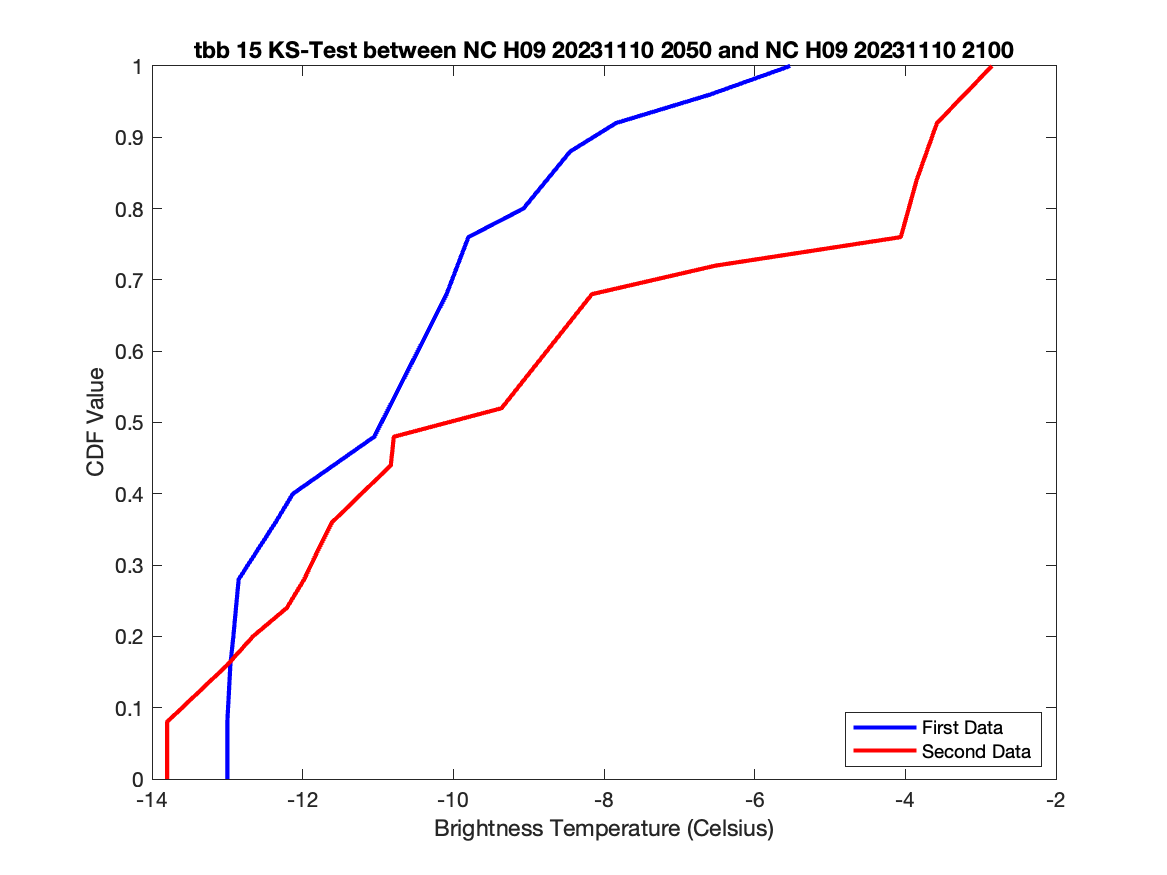 tbb 15 KS-Test between NC H09 20231110 2050 and NC H09 20231110 2100
1
0.9
0.8
0.7
0.6
0.5
0.4
0.3
0.2
0.1
0
CDF Value
First Data
Second Data
-14 -12 -10 -8 -6 -4 -2
Brightness Temperature (Celsius)